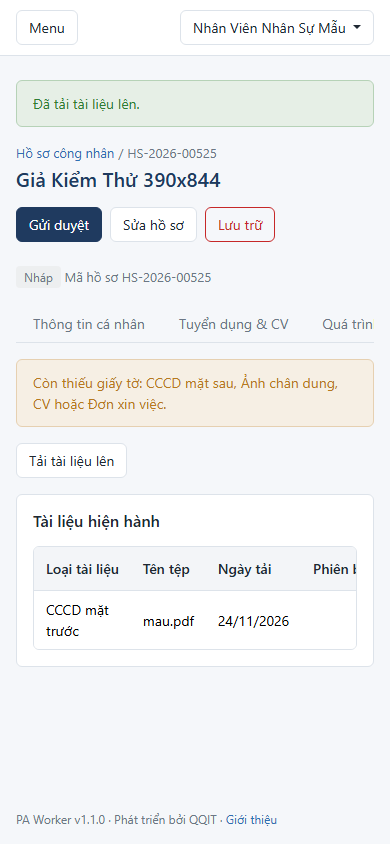 Menu
Nhân Viên Nhân Sự Mẫu
Đã tải tài liệu lên.
Hồ sơ công nhân / HS-2026-00525
Giả Kiểm Thử 390x844
Gửi duyệt
Sửa hồ sơ
Lưu trữ
Nháp Mã hồ sơ HS-2026-00525
Thông tin cá nhân
Tuyển dụng & CV
Quá trìn
Còn thiếu giấy tờ: CCCD mặt sau, Ảnh chân dung,
CV hoặc Đơn xin việc.
Tải tài liệu lên
Tài liệu hiện hành
Loại tài liệu
Tên tệp
Ngày tải
Phiên b
CCCD mặt
trước
mau.pdf
24/11/2026
PA Worker v1.1.0 · Phát triển bởi QQIT · Giới thiệu